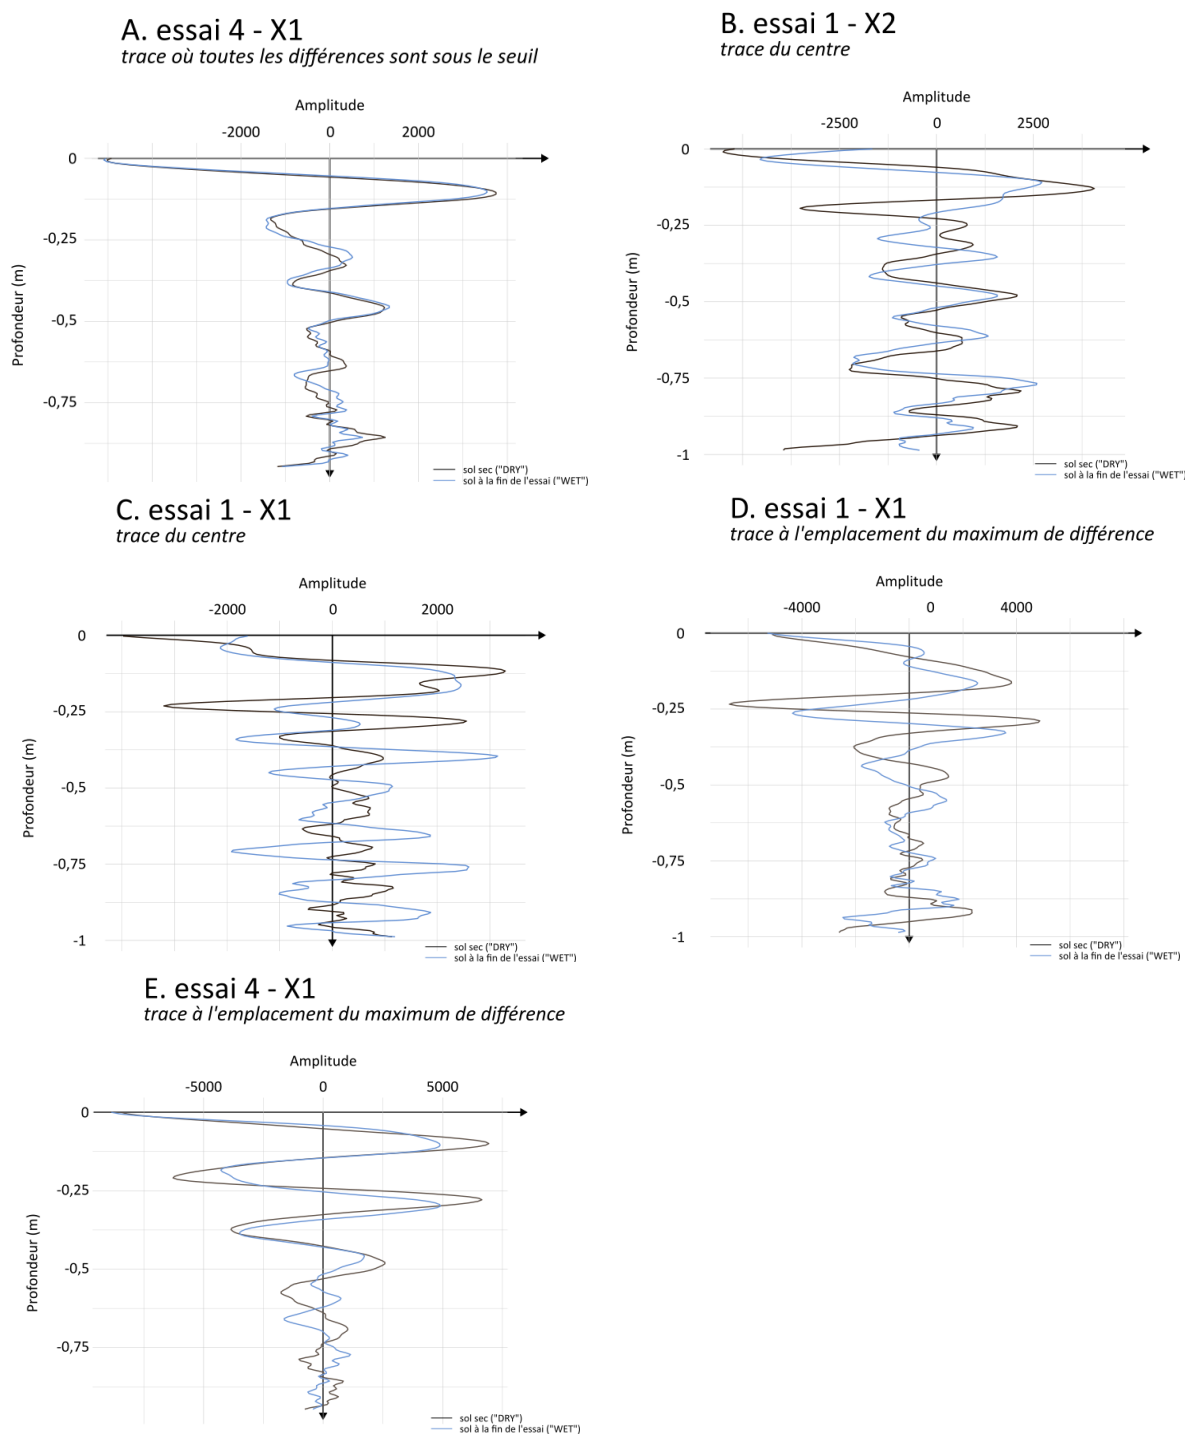 A. essai 4 - X1
trace où toutes les différences sont sous le seuil
Amplitude
-2000 0 2000
0
-0,25
-0,5
-0,75
Profondeur (m)
sol sec ("DRY")
sol à la fin de l'essai ("WET")
B. essai 1 - X2
trace du centre
Amplitude
-2500 0 2500
0
-0,25
-0,5
-0,75
-1
Profondeur (m)
sol sec ("DRY")
sol à la fin de l'essai ("WET")
C. essai 1 - X1
trace du centre
Amplitude
-2000 0 2000
0
-0,25
-0,5
-0,75
-1
Profondeur (m)
sol sec ("DRY")
sol à la fin de l'essai ("WET")
D. essai 1 - X1
trace à l'emplacement du maximum de différence
Amplitude
-4000 0 4000
0
-0,25
-0,5
-0,75
-1
Profondeur (m)
sol sec ("DRY")
sol à la fin de l'essai ("WET")
E. essai 4 - X1
trace à l'emplacement du maximum de différence
Amplitude
-5000 0 5000
0
-0,25
-0,5
-0,75
Profondeur (m)
sol sec ("DRY")
sol à la fin de l'essai ("WET")